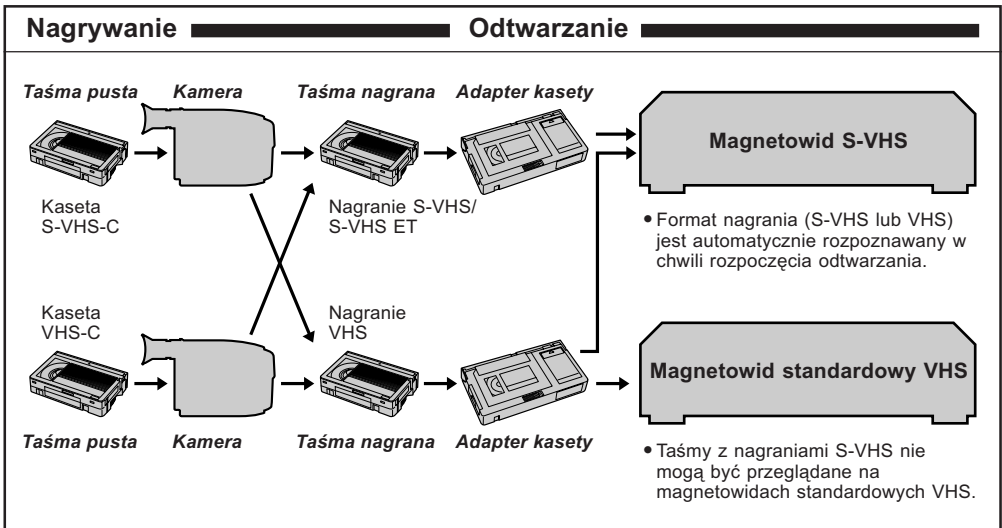 Nagrywanie
Odtwarzanie
Taśma pusta
Kamera
Taśma nagrana
Adapter kasety
Magnetowid S-VHS
Kaseta
S-VHS-C
Nagranie S-VHS/
S-VHS ET
• Format nagrania (S-VHS lub VHS)
jest automatycznie rozpoznawany w
chwili rozpoczęcia odtwarzania.
Kaseta
VHS-C
Nagranie
VHS
Magnetowid standardowy VHS
Taśma pusta
Kamera
Taśma nagrana
Adapter kasety
• Taśmy z nagraniami S-VHS nie
mogą być przeglądane na
magnetowidach standardowych VHS.